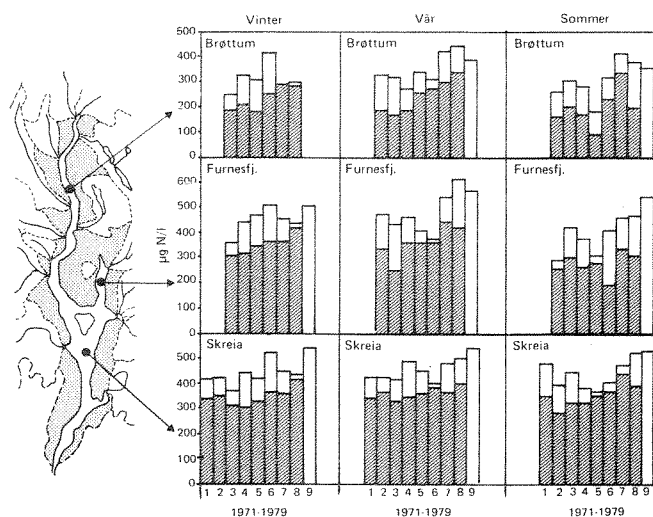 Vinter Vår Sommer
500 Brøttum Brøttum Brøttum
400
300
200
100
0
600 Furnesfj. Furnesfj. Furnesfj.
500
400
300
200
100
0
µg N/l
500 Skreia Skreia Skreia
400
300
200
100
0
1 2 3 4 5 6 7 8 9 1 2 3 4 5 6 7 8 9 1 2 3 4 5 6 7 8 9
1971-1979 1971-1979 1971-1979